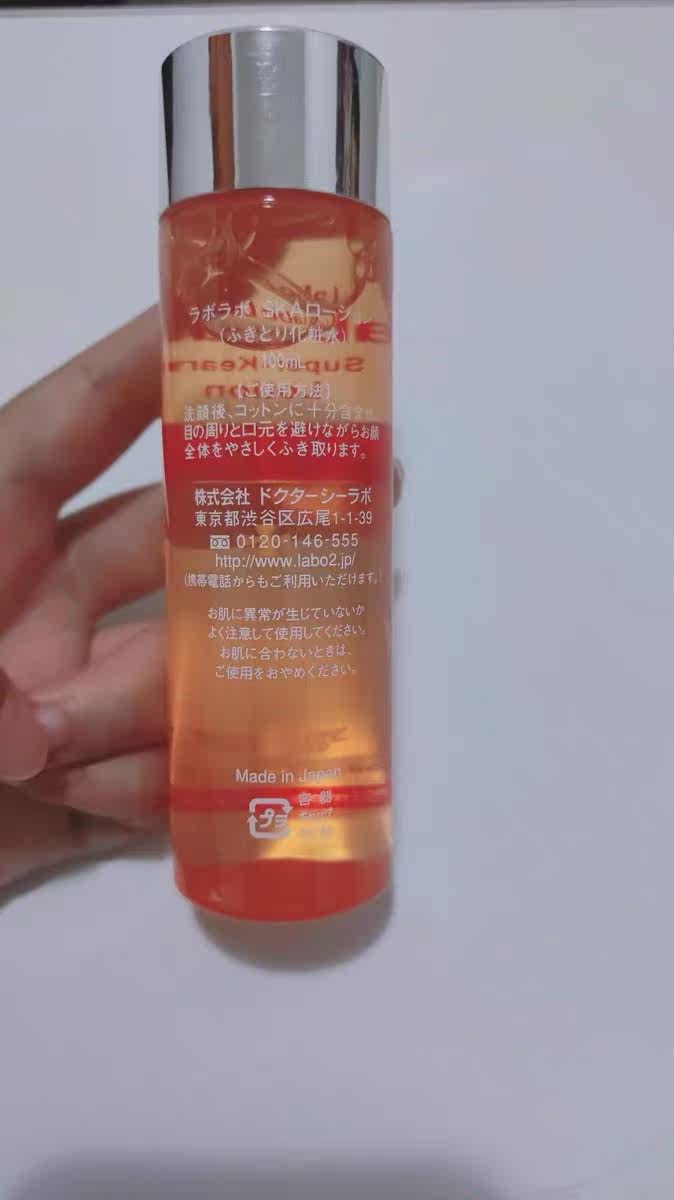 ラボラボ SKAローション
(ふきとり化粧水)
100mL
【ご使用方法】
洗顔後、コットンに十分含ませ
目の周りと口元を避けながらお顔
全体をやさしくふき取ります。
株式会社 ドクターシーラボ
東京都渋谷区広尾1-1-39
0120-146-555
http://www.labo2.jp/
(携帯電話からもご利用いただけます。)
お肌に異常が生じていないか
よく注意して使用してください。
お肌に合わないときは、
ご使用をおやめください。
Made in Japan
プラ
容器